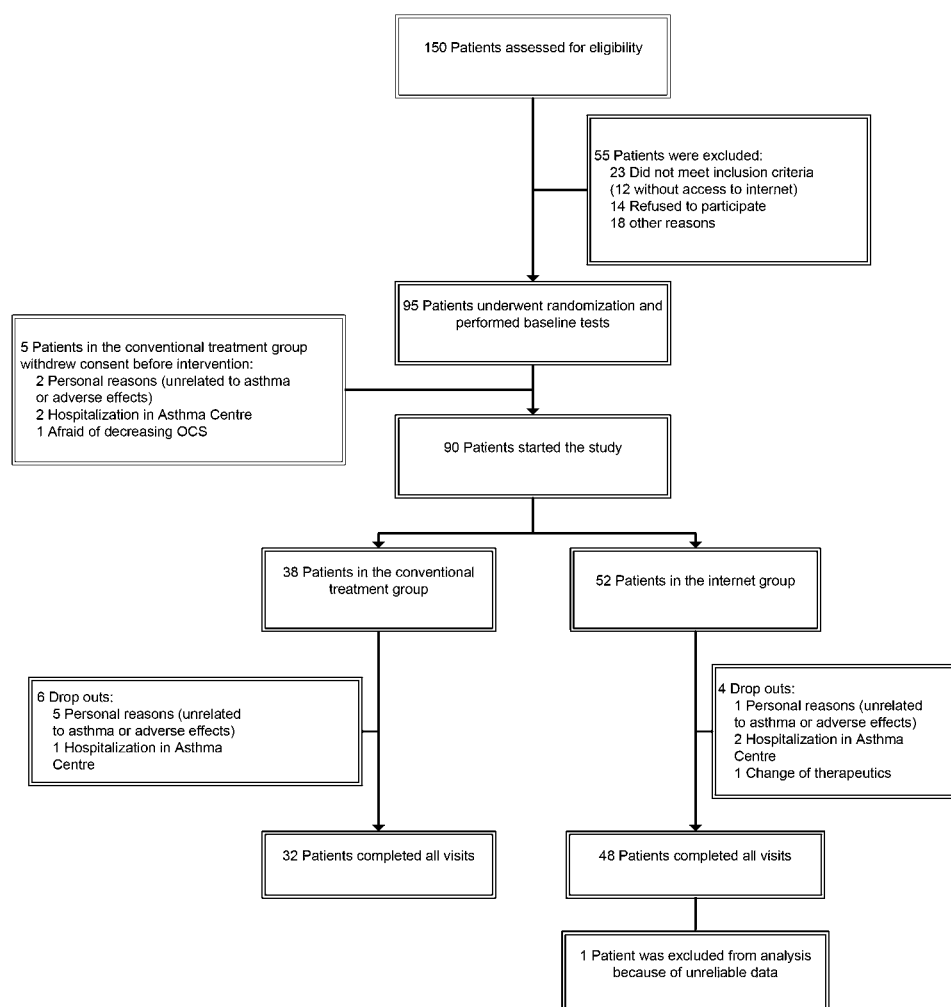 150 Patients assessed for eligibility
55 Patients were excluded:
23 Did not meet inclusion criteria
(12 without access to internet)
14 Refused to participate
18 other reasons
95 Patients underwent randomization and
performed baseline tests
5 Patients in the conventional treatment group
withdrew consent before intervention:
2 Personal reasons (unrelated to asthma
or adverse effects)
2 Hospitalization in Asthma Centre
1 Afraid of decreasing OCS
90 Patients started the study
38 Patients in the conventional
treatment group
52 Patients in the internet group
6 Drop outs:
5 Personal reasons (unrelated
to asthma or adverse effects)
1 Hospitalization in Asthma
Centre
4 Drop outs:
1 Personal reasons (unrelated
to asthma or adverse effects)
2 Hospitalization in Asthma
Centre
1 Change of therapeutics
32 Patients completed all visits
48 Patients completed all visits
1 Patient was excluded from analysis
because of unreliable data